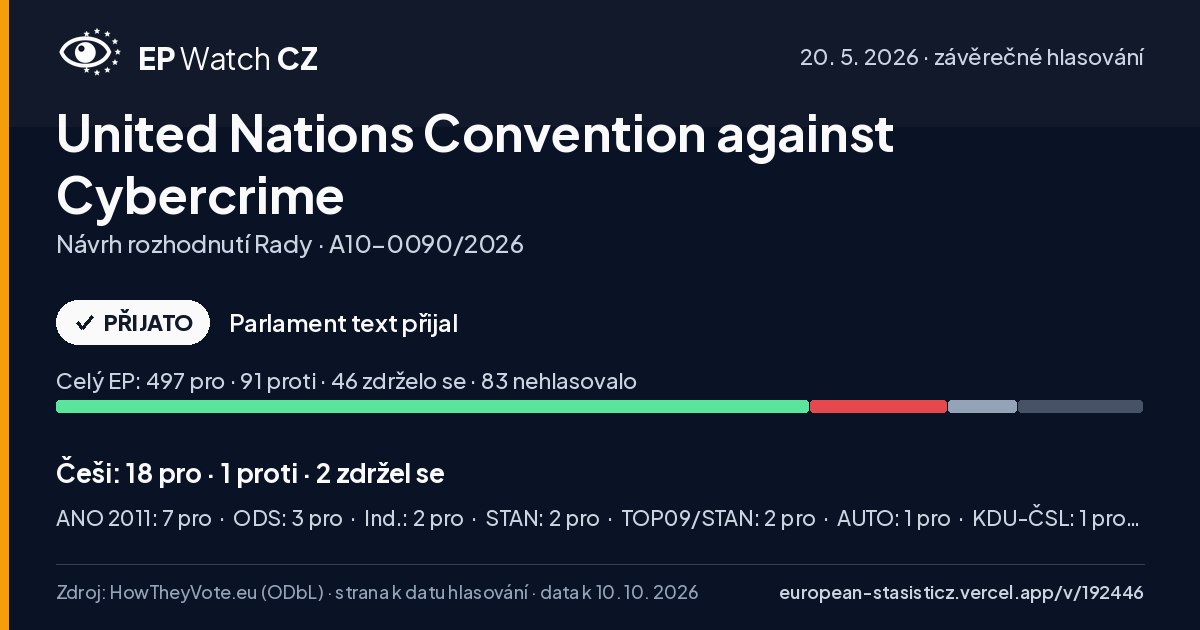 EP Watch CZ
20. 5. 2026 · závěrečné hlasování
United Nations Convention against
Cybercrime
Návrh rozhodnutí Rady · A10–0090/2026
✓ PŘIJATO
Parlament text přijal
Celý EP: 497 pro · 91 proti · 46 zdrželo se · 83 nehlasovalo
Češi: 18 pro · 1 proti · 2 zdržel se
ANO 2011: 7 pro · ODS: 3 pro · Ind.: 2 pro · STAN: 2 pro · TOP09/STAN: 2 pro · AUTO: 1 pro · KDU-ČSL: 1 pro…
Zdroj: HowTheyVote.eu (ODbL) · strana k datu hlasování · data k 10. 10. 2026
european-stasisticz.vercel.app/v/192446